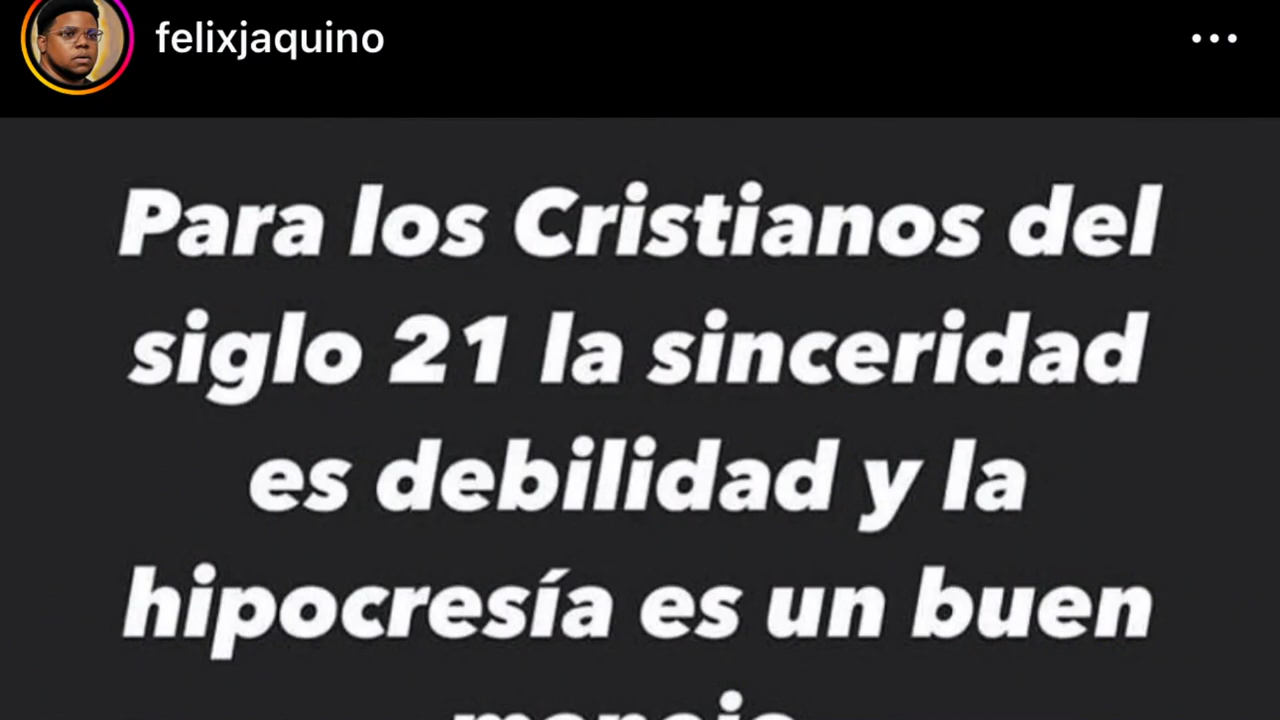 felixjaquino
Para los Cristianos del
siglo 21 la sinceridad
es debilidad y la
hipocresía es un buen